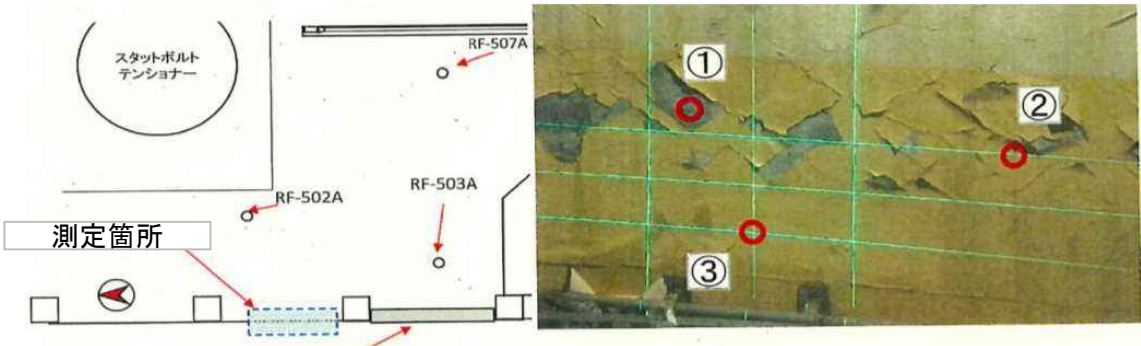 スタットボルト
テンショナー
RF-507A
RF-502A
RF-503A
測定箇所
①
②
③